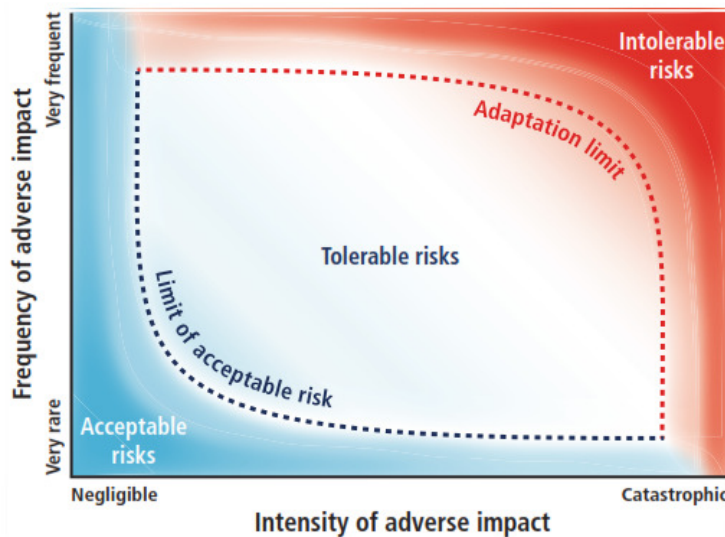 Very frequent
Intolerable
risks
Adaptation limit
Frequency of adverse impact
Tolerable risks
Limit of acceptable risk
Very rare
Acceptable
risks
Negligible
Catastrophic
Intensity of adverse impact